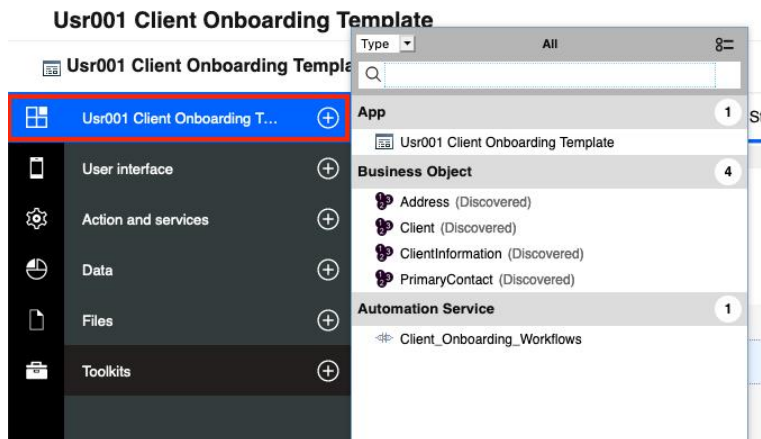 Usr001 Client Onboarding Template
Usr001 Client Onboarding Templa
Type
All
Usr001 Client Onboarding T...
User interface
Action and services
Data
Files
Toolkits
App 1
Usr001 Client Onboarding Template
Business Object 4
Address (Discovered)
Client (Discovered)
ClientInformation (Discovered)
PrimaryContact (Discovered)
Automation Service 1
Client_Onboarding_Workflows
St